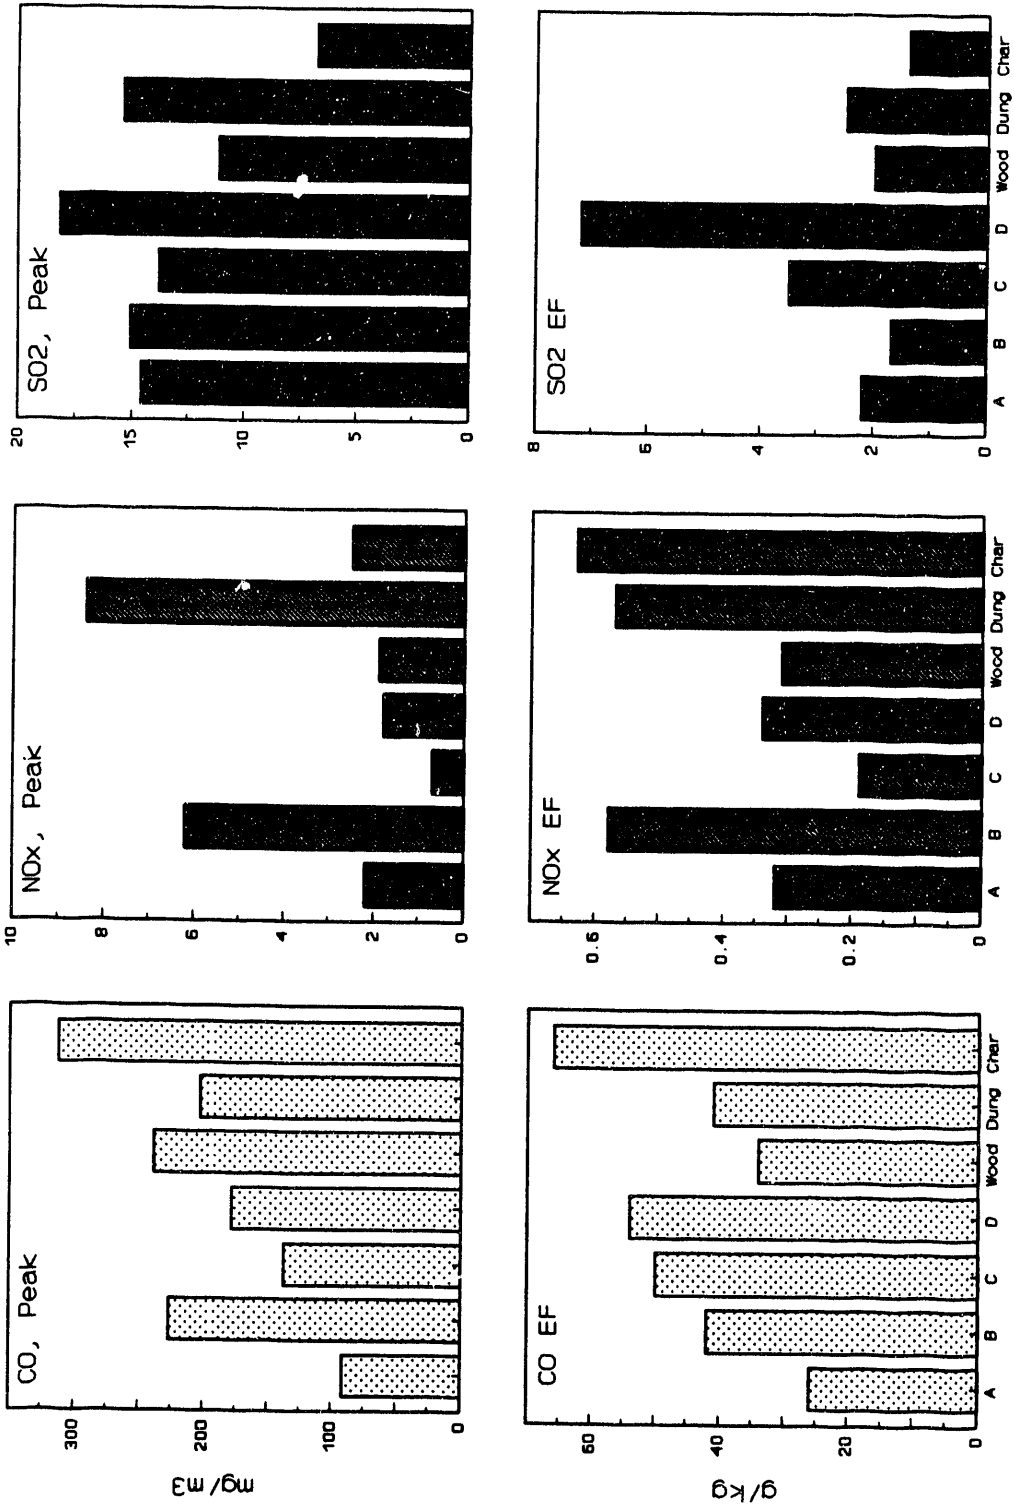 CO, Peak
mg/m3
300
200
100
0
NOx, Peak
10
8
6
4
2
0
SO2, Peak
20
15
10
5
0
CO EF
g/Kg
60
40
20
0
A B C D Wood Dung Char
NOx EF
0.6
0.4
0.2
0
A B C D Wood Dung Char
SO2 EF
8
6
4
2
0
A B C D Wood Dung Char